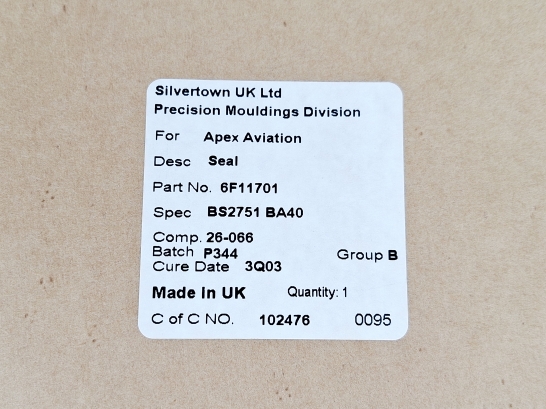 Silvertown UK Ltd
Precision Mouldings Division
For Apex Aviation
Desc Seal
Part No. 6F11701
Spec BS2751 BA40
Comp. 26-066
Batch P344 Group B
Cure Date 3Q03
Made in UK Quantity: 1
C of C NO. 102476 0095